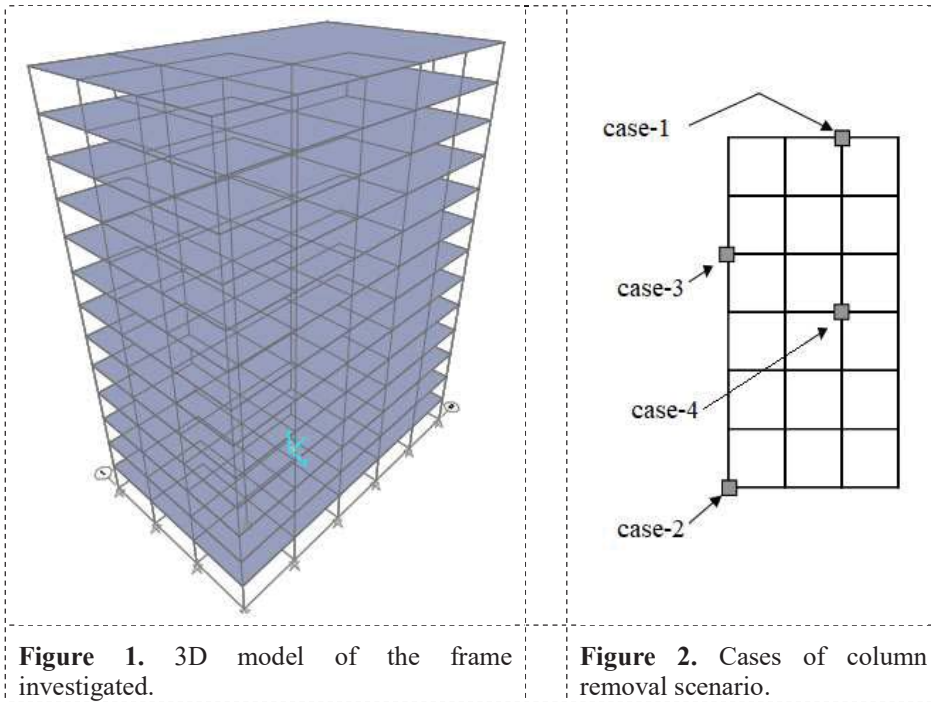 case-1
case-3
case-4
case-2
Figure 1. 3D model of the frame
investigated.
Figure 2. Cases of column
removal scenario.